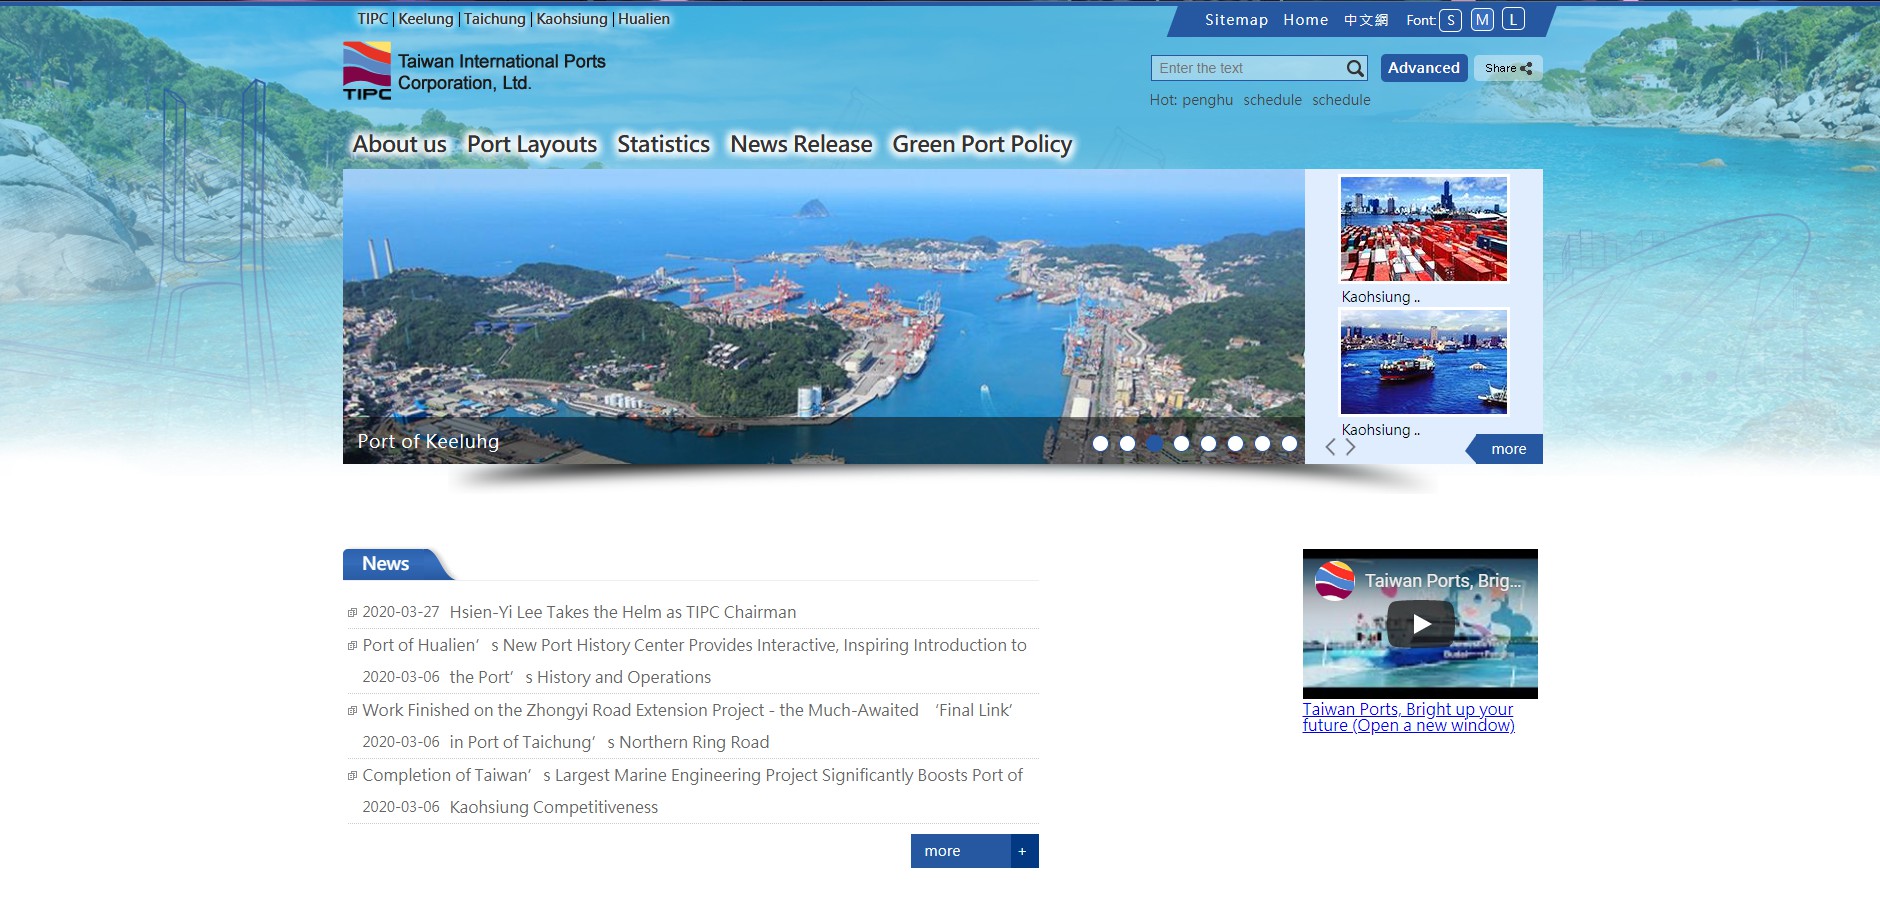 TIPC | Keelung | Taichung | Kaohsiung | Hualien
Sitemap Home 中文網 Font: S M L
TIPC
Taiwan International Ports
Corporation, Ltd.
Enter the text
Advanced
Share
Hot: penghu schedule schedule
About us Port Layouts Statistics News Release Green Port Policy
Port of Keeluhg
Kaohsiung ..
Kaohsiung ..
more
News
2020-03-27 Hsien-Yi Lee Takes the Helm as TIPC Chairman
Port of Hualien’s New Port History Center Provides Interactive, Inspiring Introduction to
2020-03-06 the Port’s History and Operations
Work Finished on the Zhongyi Road Extension Project - the Much-Awaited ‘Final Link’
2020-03-06 in Port of Taichung’s Northern Ring Road
Completion of Taiwan’s Largest Marine Engineering Project Significantly Boosts Port of
2020-03-06 Kaohsiung Competitiveness
more +
Taiwan Ports, Brig...
Taiwan Ports, Bright up your
future (Open a new window)